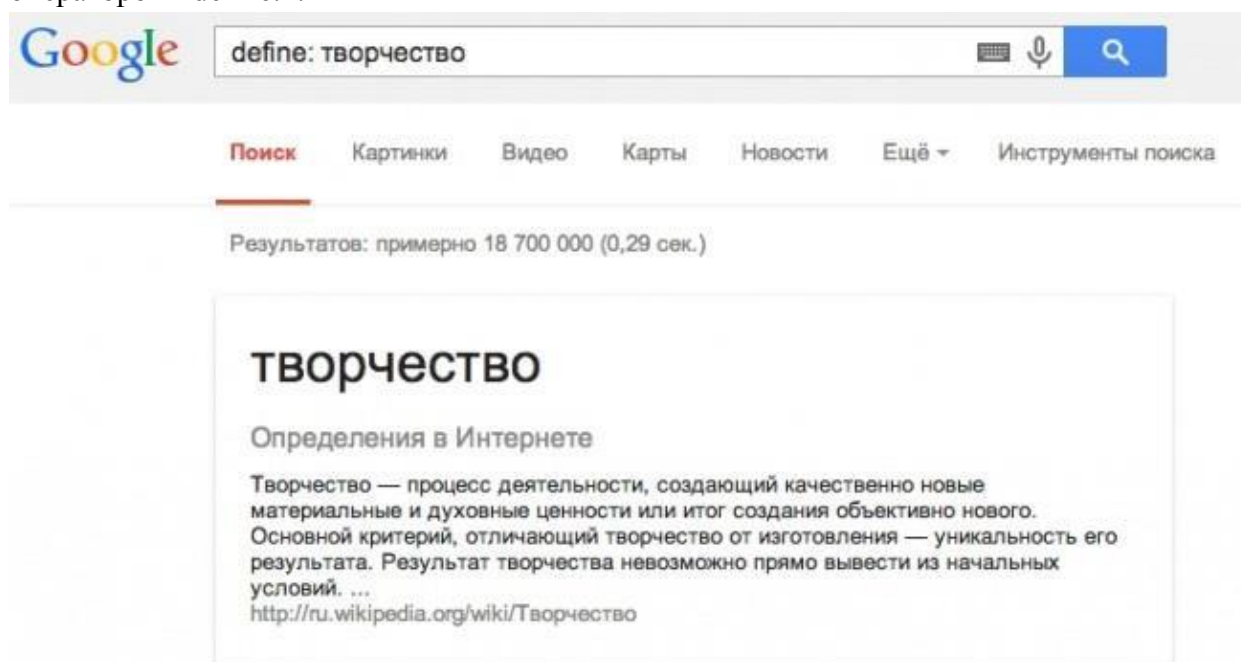 Google define: творчество
Поиск Картинки Видео Карты Новости Ещё Инструменты поиска
Результатов: примерно 18 700 000 (0,29 сек.)
творчество
Определения в Интернете
Творчество — процесс деятельности, создающий качественно новые
материальные и духовные ценности или итог создания объективно нового.
Основной критерий, отличающий творчество от изготовления — уникальность его
результата. Результат творчества невозможно прямо вывести из начальных
условий. ...
http://ru.wikipedia.org/wiki/Творчество